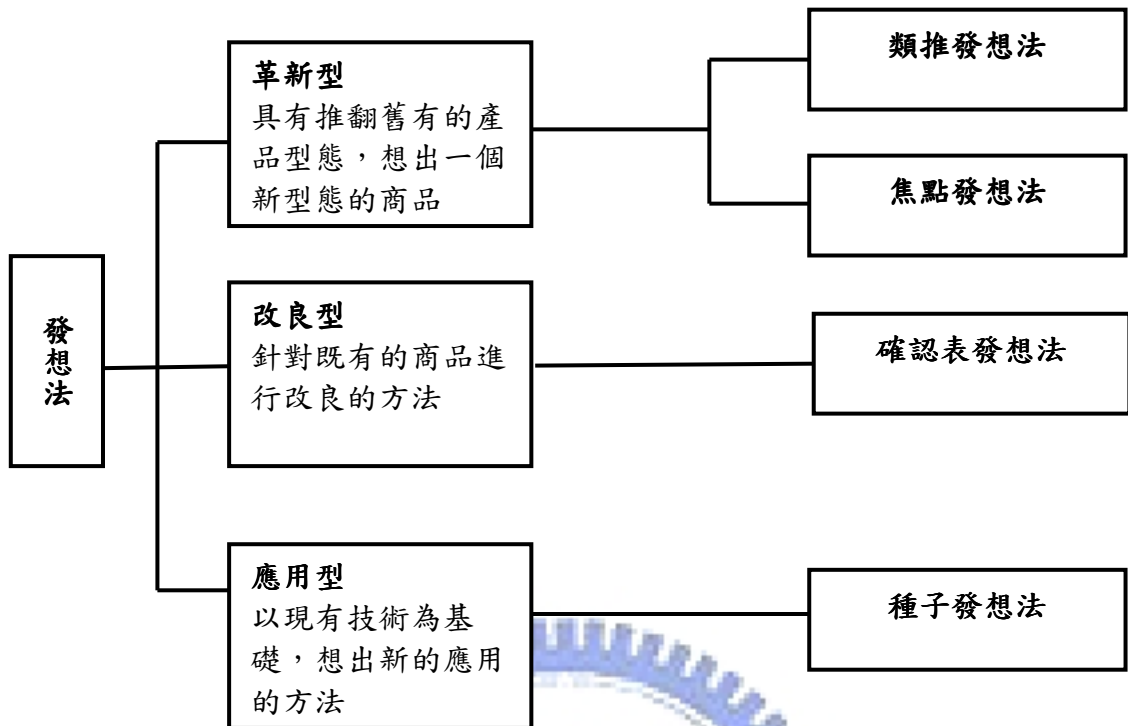 發想法
革新型
具有推翻舊有的產
品型態,想出一個
新型態的商品
類推發想法
焦點發想法
改良型
針對既有的商品進
行改良的方法
確認表發想法
應用型
以現有技術為基
礎,想出新的應用
的方法
種子發想法